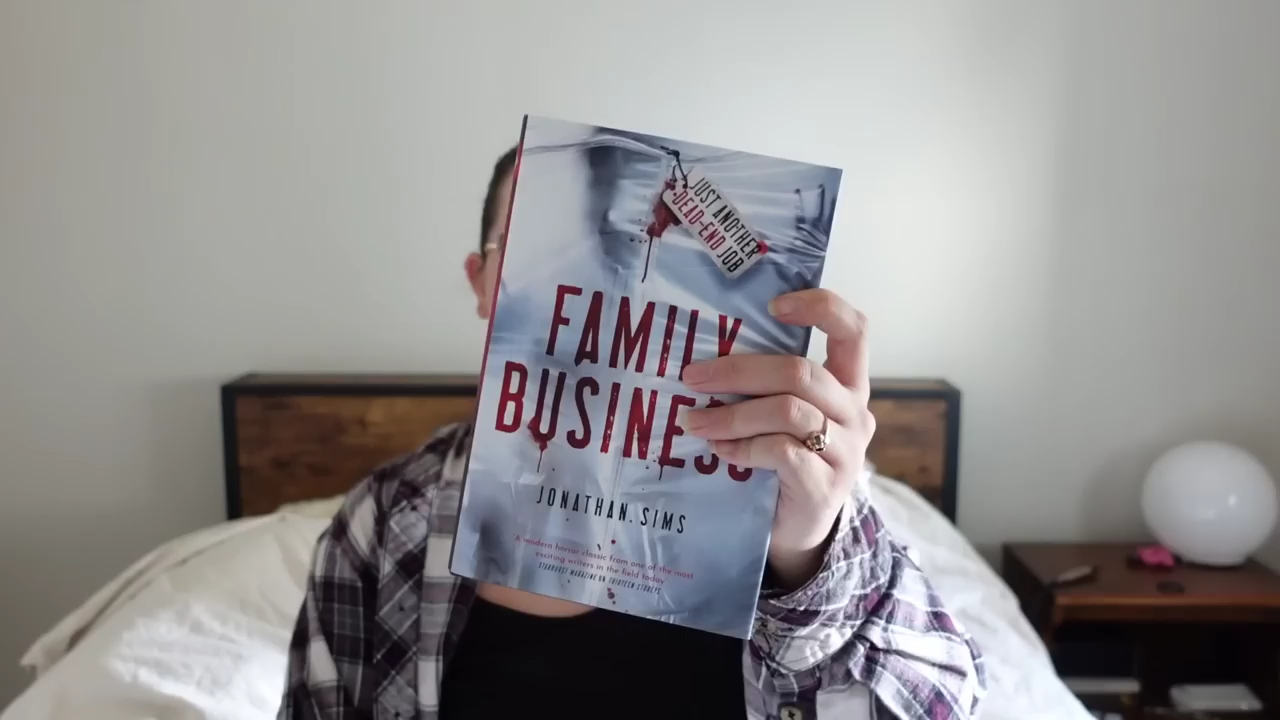 JUST ANOTHER
DEAD-END JOB
FAMILY
BUSINESS
JONATHAN SIMS
'A modern horror classic from one of the most
exciting writers in the field today
STARBURST MAGAZINE ON THIRTEEN STOREYS